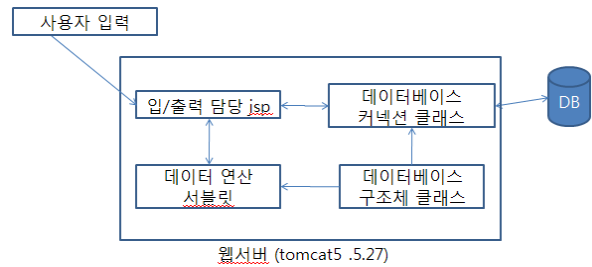 사용자 입력
입/출력 담당 jsp
데이터베이스
커넥션 클래스
DB
데이터 연산
서블릿
데이터베이스
구조체 클래스
웹서버 (tomcat5 .5.27)